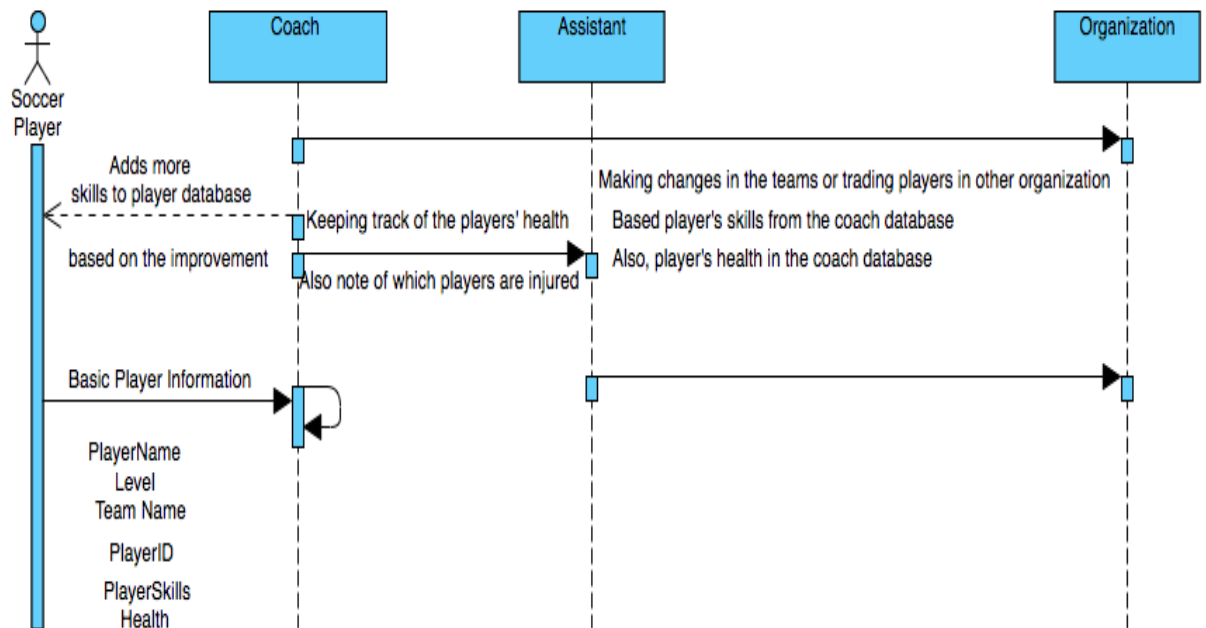 Coach
Assistant
Organization
Soccer
Player
Adds more
skills to player database
based on the improvement
Keeping track of the players' health
Also note of which players are injured
Making changes in the teams or trading players in other organization
Based player's skills from the coach database
Also, player's health in the coach database
Basic Player Information
PlayerName
Level
Team Name
PlayerID
PlayerSkills
Health